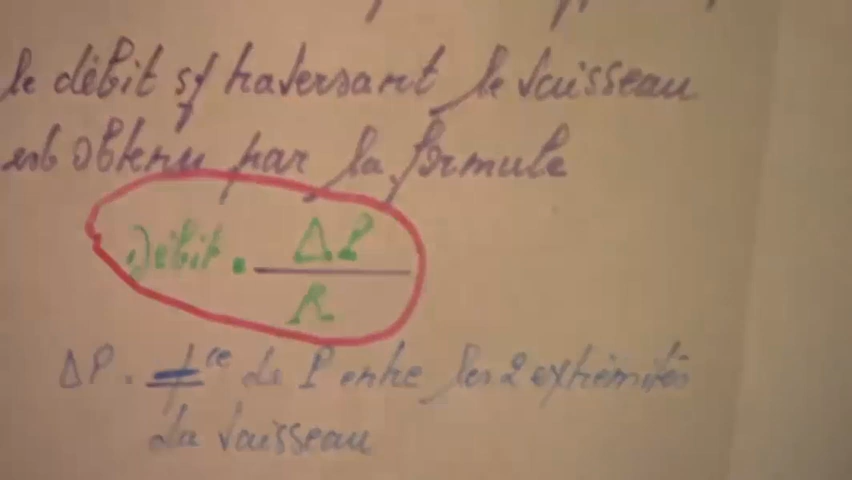 le débit sg traversant le vaisseau
est obtenu par la formule
Débit = ΔP
R
ΔP = ≠ce de P entre les 2 extrémités
du vaisseau